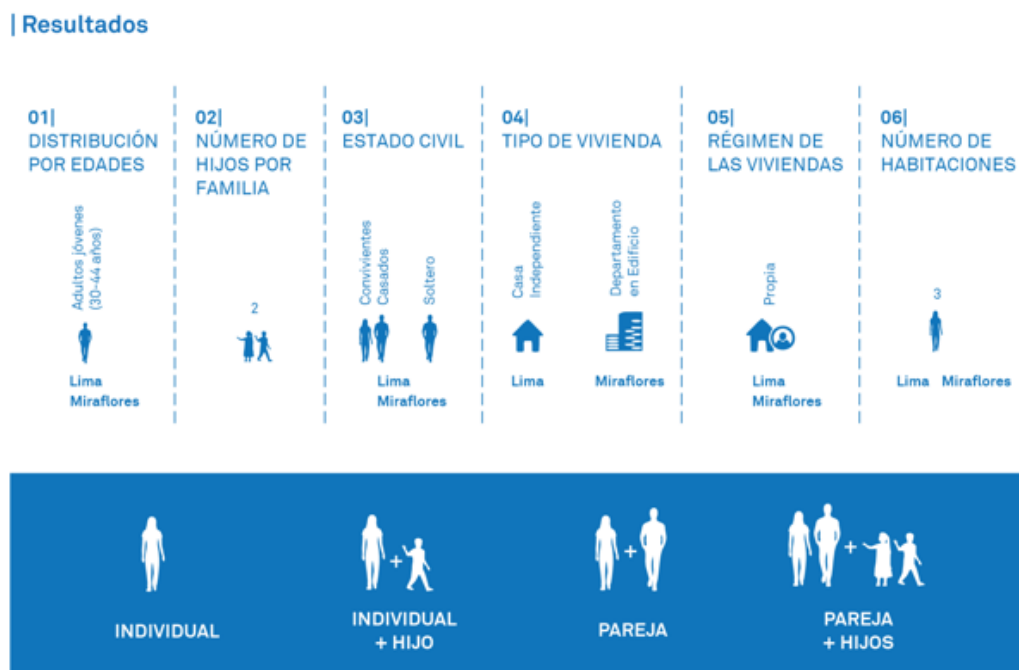 | Resultados
01|
DISTRIBUCIÓN
POR EDADES
Adultos jóvenes
(30-44 años)
Lima
Miraflores
02|
NÚMERO DE
HIJOS POR
FAMILIA
2
03|
ESTADO CIVIL
Convivientes
Casados
Soltero
Lima
Miraflores
04|
TIPO DE VIVIENDA
Casa
Independiente
Departamento
en Edificio
Lima
Miraflores
05|
RÉGIMEN DE
LAS VIVIENDAS
Propia
Lima
Miraflores
06|
NÚMERO DE
HABITACIONES
3
Lima Miraflores
INDIVIDUAL
INDIVIDUAL
+ HIJO
PAREJA
PAREJA
+ HIJOS